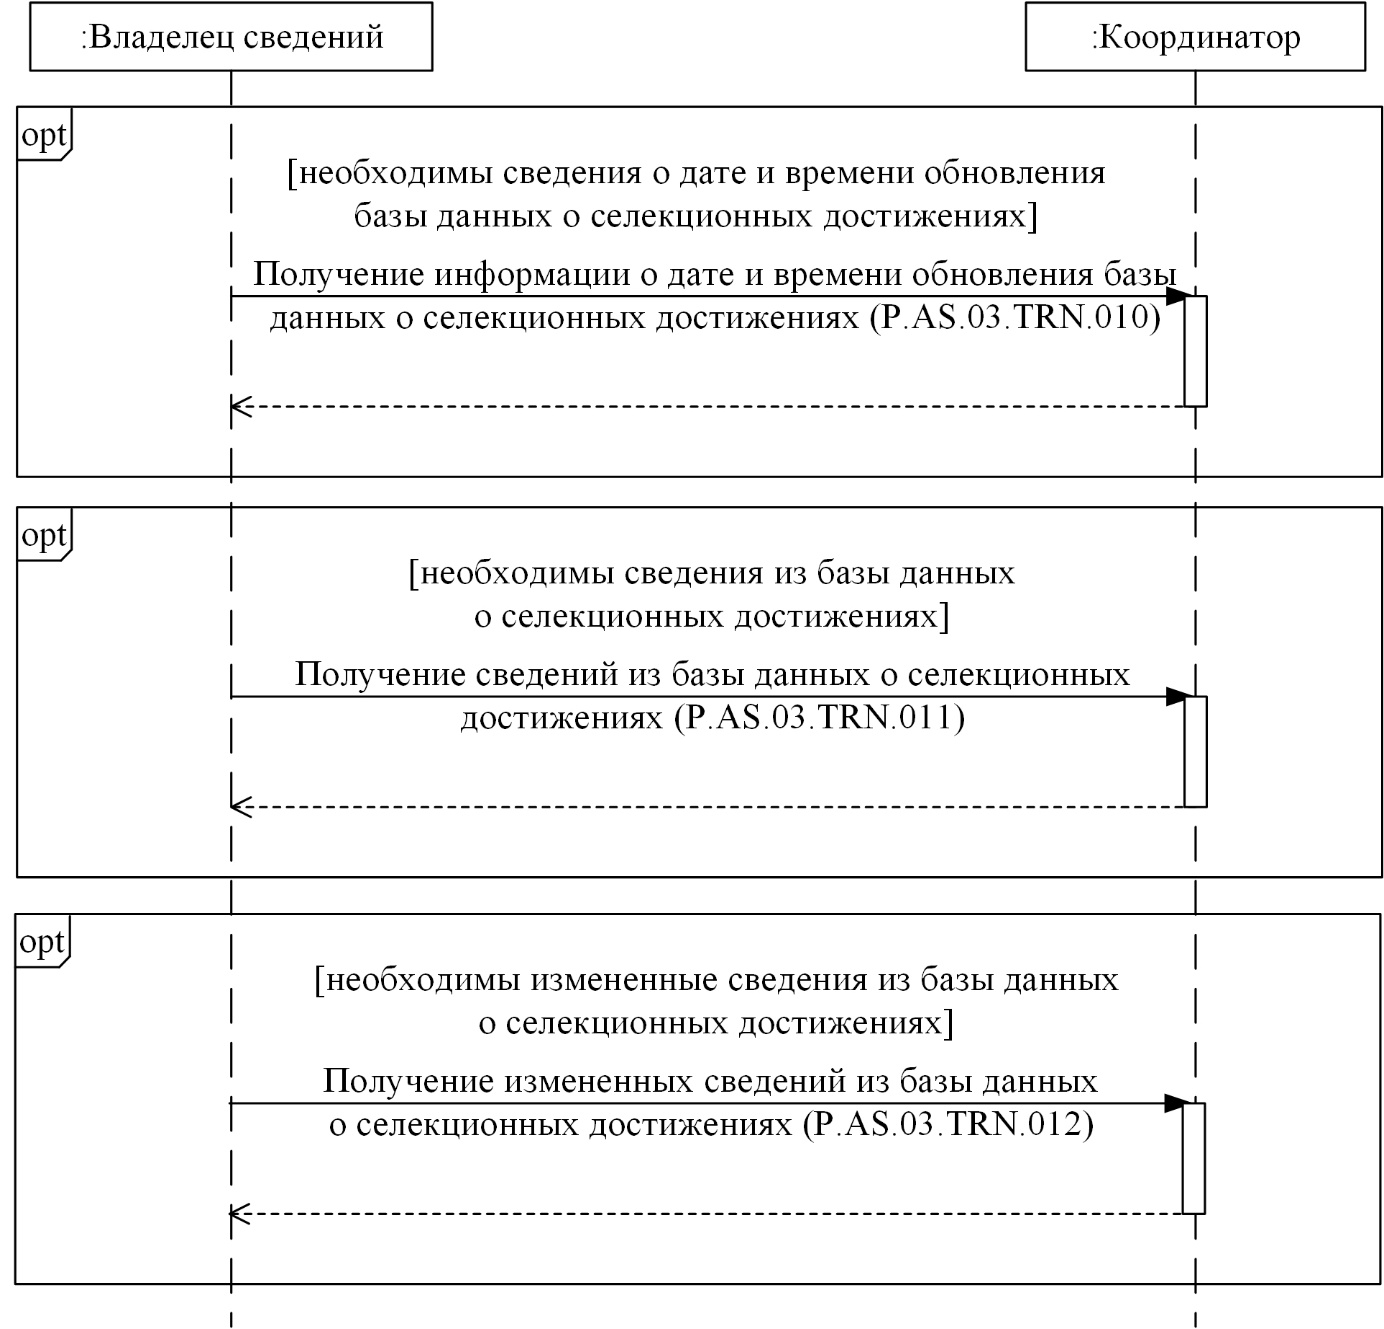 :Владелец сведений
:Координатор
opt
[необходимы сведения о дате и времени обновления
базы данных о селекционных достижениях]
Получение информации о дате и времени обновления базы
данных о селекционных достижениях (P.AS.03.TRN.010)
opt
[необходимы сведения из базы данных
о селекционных достижениях]
Получение сведений из базы данных о селекционных
достижениях (P.AS.03.TRN.011)
opt
[необходимы измененные сведения из базы данных
о селекционных достижениях]
Получение измененных сведений из базы данных
о селекционных достижениях (P.AS.03.TRN.012)